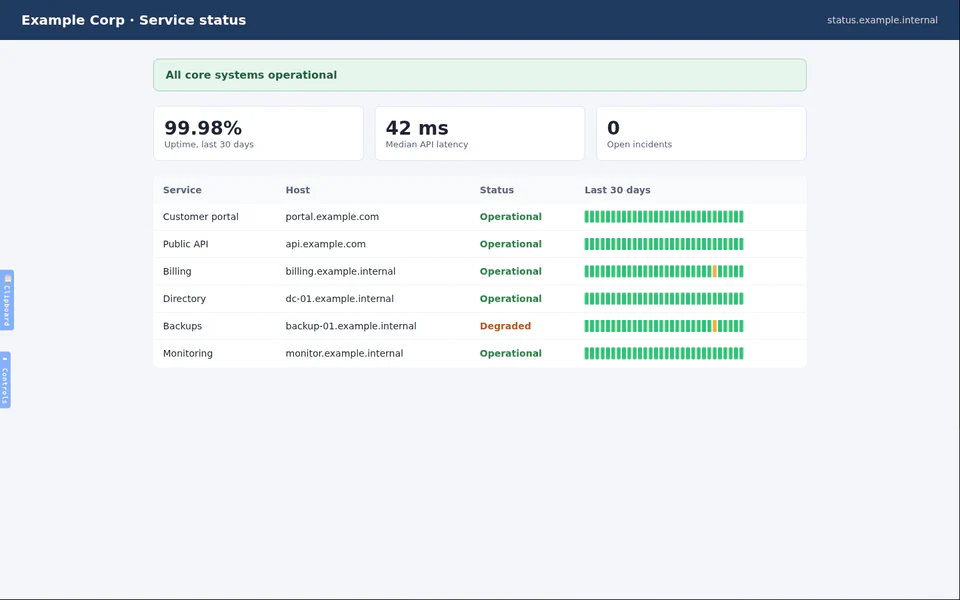 Example Corp · Service status
status.example.internal
All core systems operational
99.98%
Uptime, last 30 days
42 ms
Median API latency
0
Open incidents
Service Host Status Last 30 days
Customer portal portal.example.com Operational
Public API api.example.com Operational
Billing billing.example.internal Operational
Directory dc-01.example.internal Operational
Backups backup-01.example.internal Degraded
Monitoring monitor.example.internal Operational
Clipboard
Controls